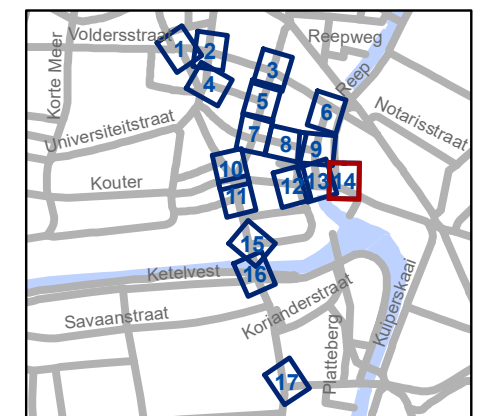 Voldersstraat
Reepweg
Korte Meer
1
2
3
4
Reep
5
6
Notarisstraat
Universiteitstraat
7
8
9
10
Kouter
11
12
13
14
15
Ketelvest
16
Korianderstraat
Kuiperskaai
Savaanstraat
Platteberg
17